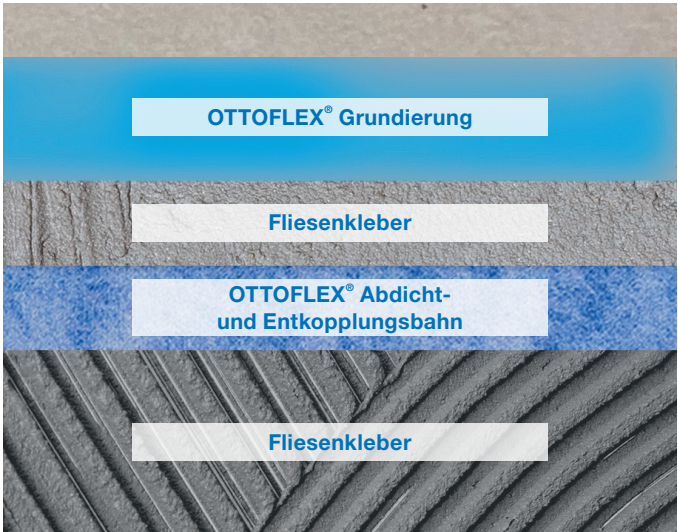 OTTOFLEX® Grundierung
Fliesenkleber
OTTOFLEX® Abdicht-
und Entkopplungsbahn
Fliesenkleber